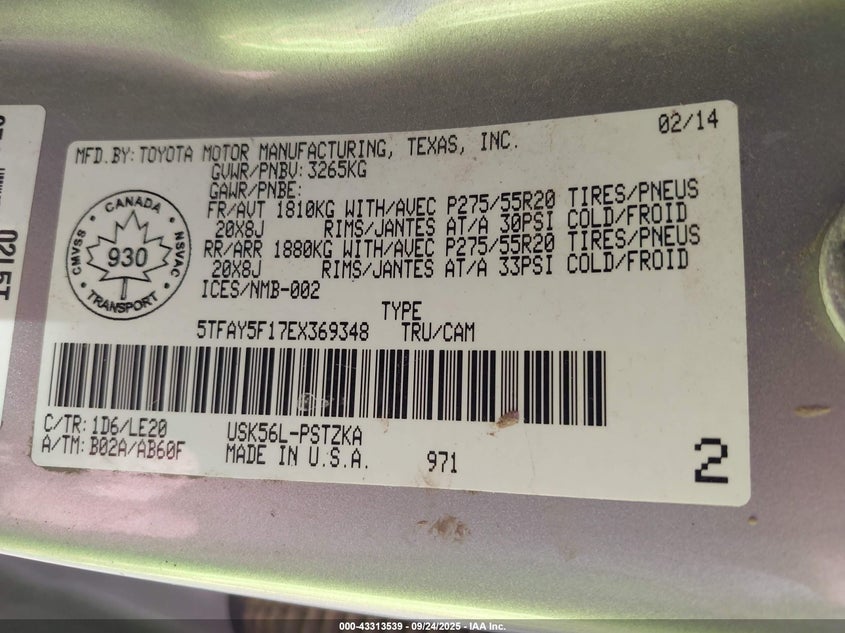 02/14
MFD.BY: TOYOTA MOTOR MANUFACTURING, TEXAS, INC.
GVWR/PNBV: 3265KG
GAWR/PNBE:
FR/AVT 1810KG WITH/AVEC P275/55R20 TIRES/PNEUS
20X8J RIMS/JANTES AT/A 30PSI COLD/FROID
RR/ARR 1880KG WITH/AVEC P275/55R20 TIRES/PNEUS
20X8J RIMS/JANTES AT/A 33PSI COLD/FROID
ICES/NMB-002
CANADA
CMVSS 930 NSVAC
TRANSPORT
TYPE
5TFAY5F17EX369348 TRU/CAM
C/TR: 1D6/LE20 USK56L-PSTZKA
A/TM: B02A/AB60F MADE IN U.S.A. 971
2
000-43313539 - 09/24/2025 - IAA Inc.